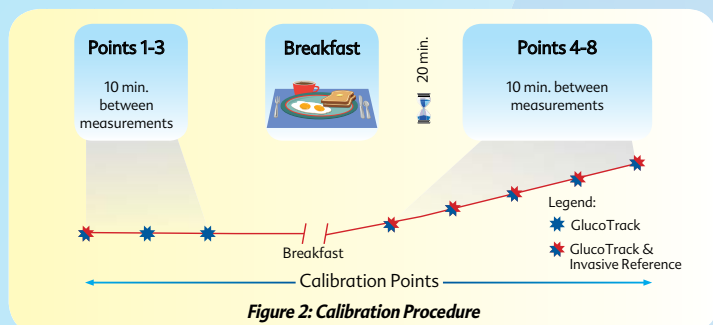 Points 1-3
10 min.
between
measurements
Breakfast
20 min.
Points 4-8
10 min. between
measurements
Breakfast
Legend:
GlucoTrack
GlucoTrack &
Invasive Reference
Calibration Points
Figure 2: Calibration Procedure